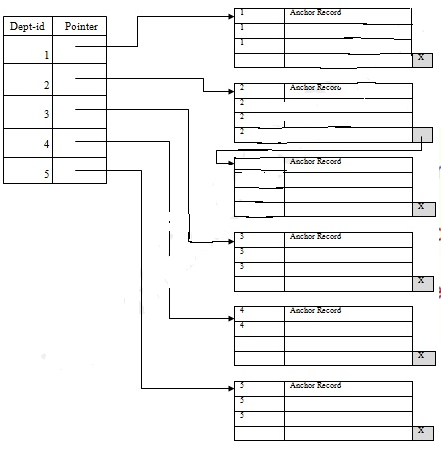 Dept-id Pointer
1
2
3
4
5
1 Anchor Record
1
1
X
2 Anchor Record
2
2
2
Anchor Record
X
3 Anchor Record
3
3
X
4 Anchor Record
4
X
5 Anchor Record
5
5
X